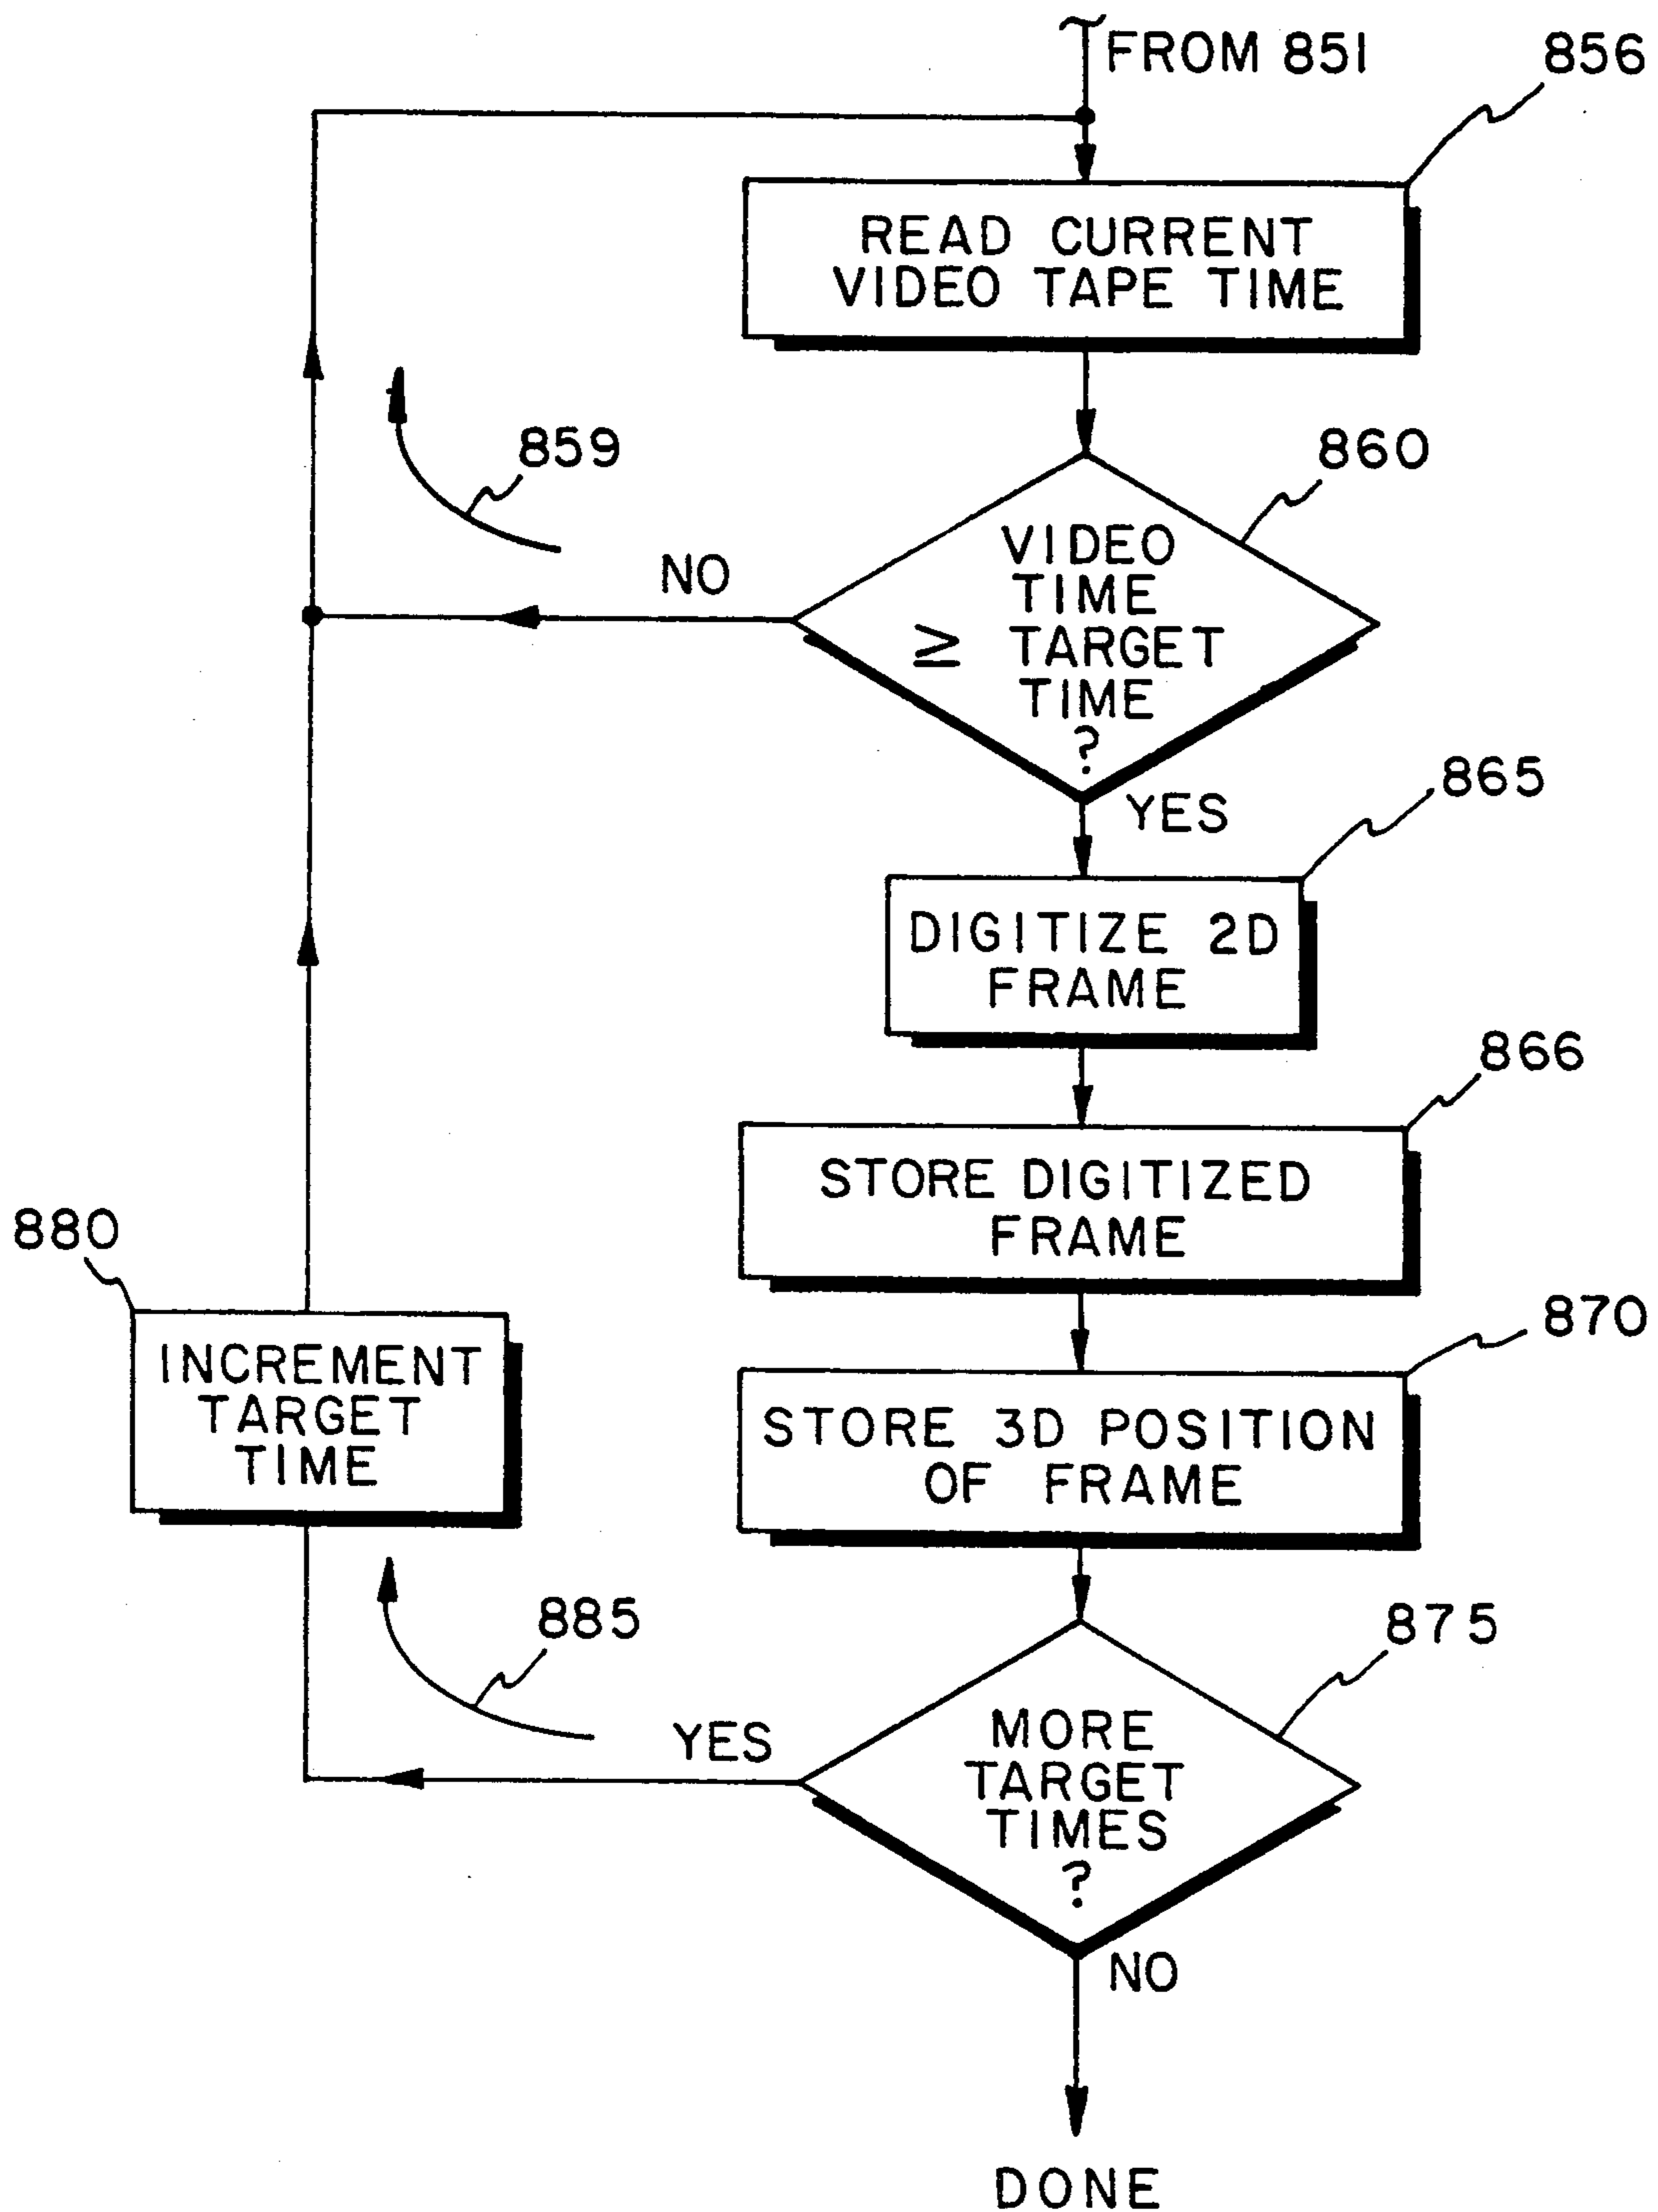 FROM 851
856
READ CURRENT
VIDEO TAPE TIME
859
860
NO
VIDEO
TIME
≥ TARGET
TIME
?
YES
865
DIGITIZE 2D
FRAME
866
STORE DIGITIZED
FRAME
880
INCREMENT
TARGET
TIME
870
STORE 3D POSITION
OF FRAME
885
875
YES
MORE
TARGET
TIMES
?
NO
DONE